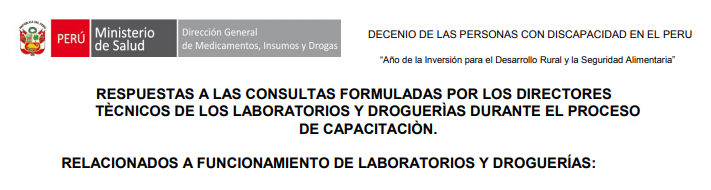 PERÚ
Ministerio
de Salud
Dirección General
de Medicamentos, Insumos y Drogas
DECENIO DE LAS PERSONAS CON DISCAPACIDAD EN EL PERU
“Año de la Inversión para el Desarrollo Rural y la Seguridad Alimentaria”
RESPUESTAS A LAS CONSULTAS FORMULADAS POR LOS DIRECTORES
TÈCNICOS DE LOS LABORATORIOS Y DROGUERÌAS DURANTE EL PROCESO
DE CAPACITACIÒN.
RELACIONADOS A FUNCIONAMIENTO DE LABORATORIOS Y DROGUERÍAS: